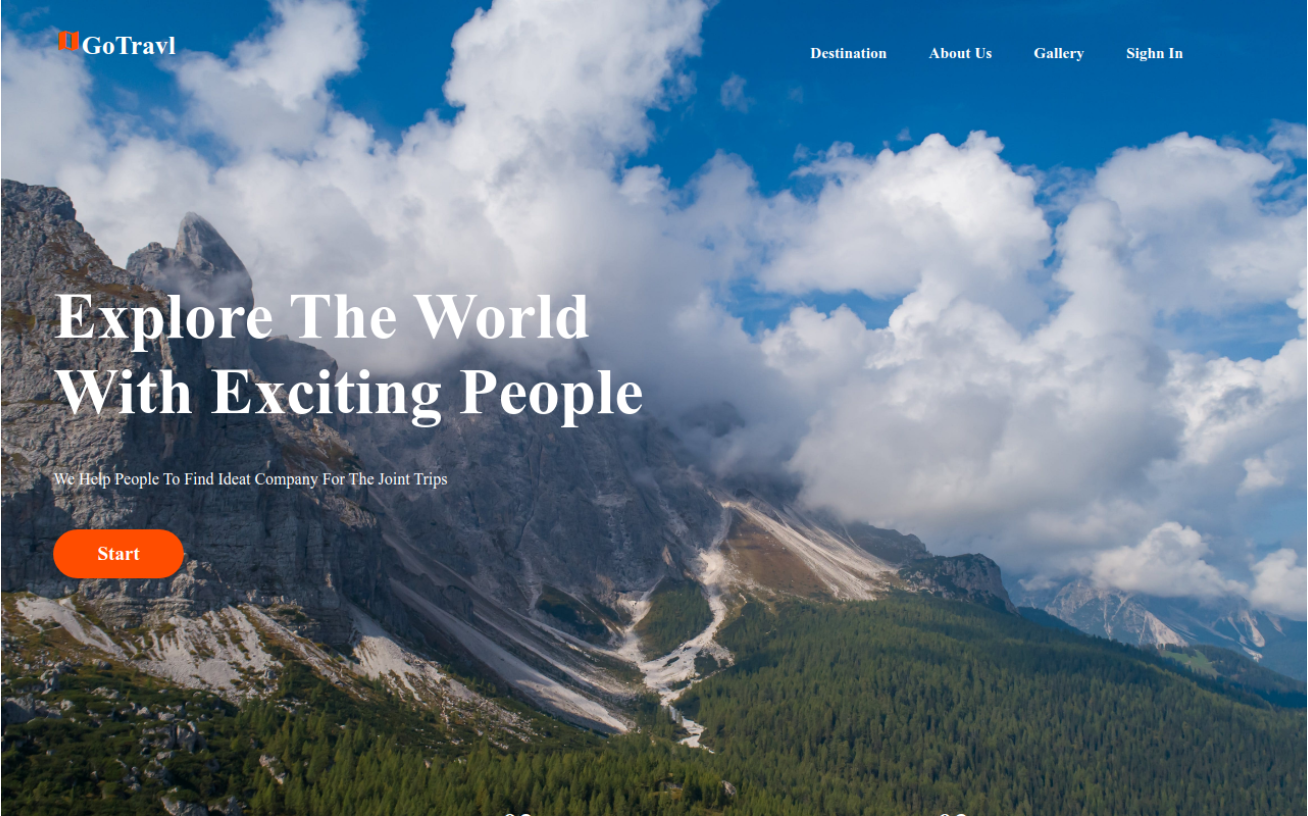 GoTravl
Destination About Us Gallery Sighn In
Explore The World
With Exciting People
We Help People To Find Ideat Company For The Joint Trips
Start